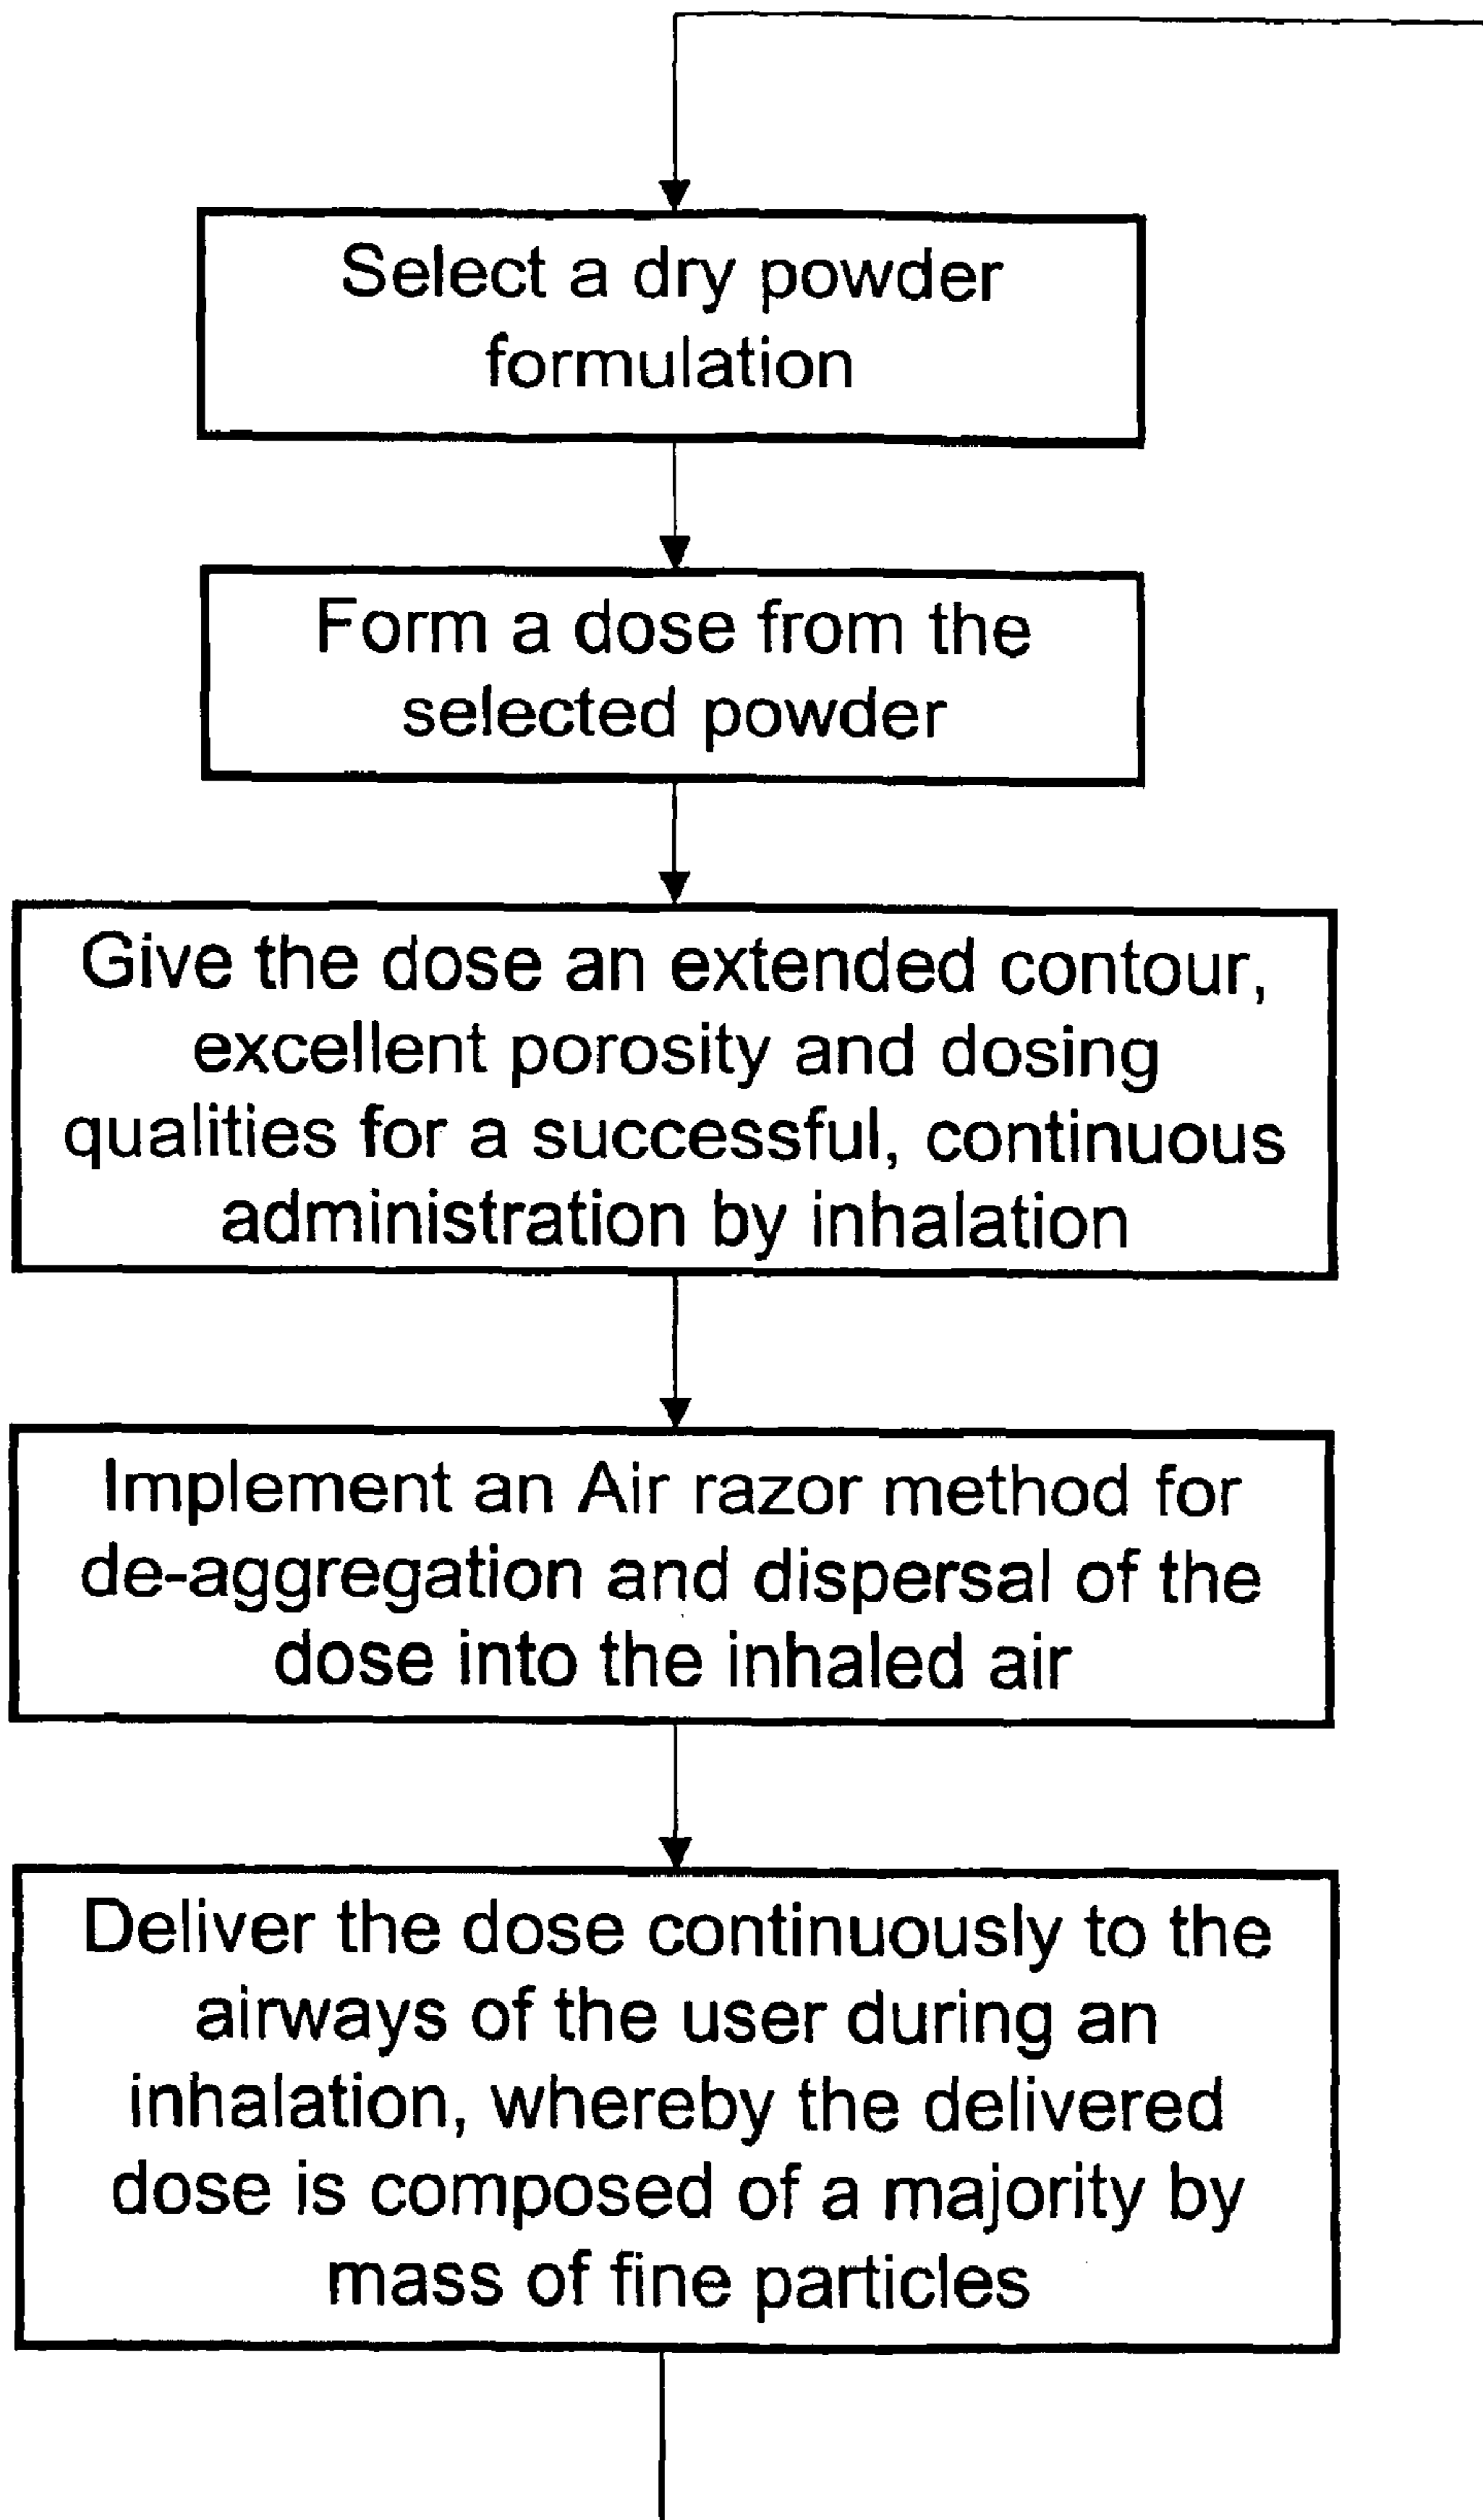 Select a dry powder
formulation
Form a dose from the
selected powder
Give the dose an extended contour,
excellent porosity and dosing
qualities for a successful, continuous
administration by inhalation
Implement an Air razor method for
de-aggregation and dispersal of the
dose into the inhaled air
Deliver the dose continuously to the
airways of the user during an
inhalation, whereby the delivered
dose is composed of a majority by
mass of fine particles